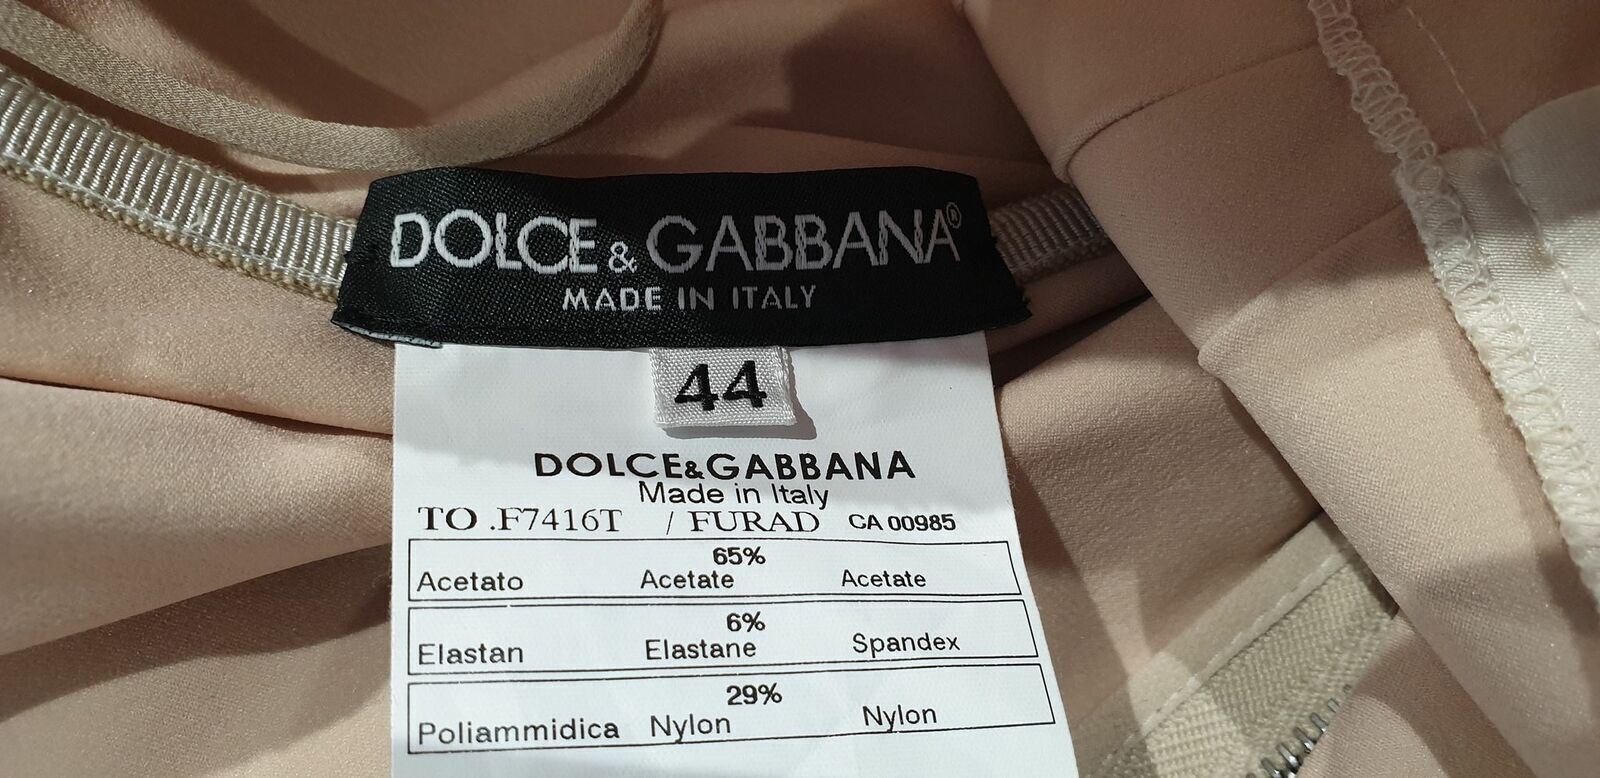 DOLCE & GABBANA®
MADE IN ITALY
44
DOLCE&GABBANA
Made in Italy
TO .F7416T / FURAD CA 00985
65%
Acetato Acetate Acetate
6%
Elastan Elastane Spandex
29%
Poliammidica Nylon Nylon